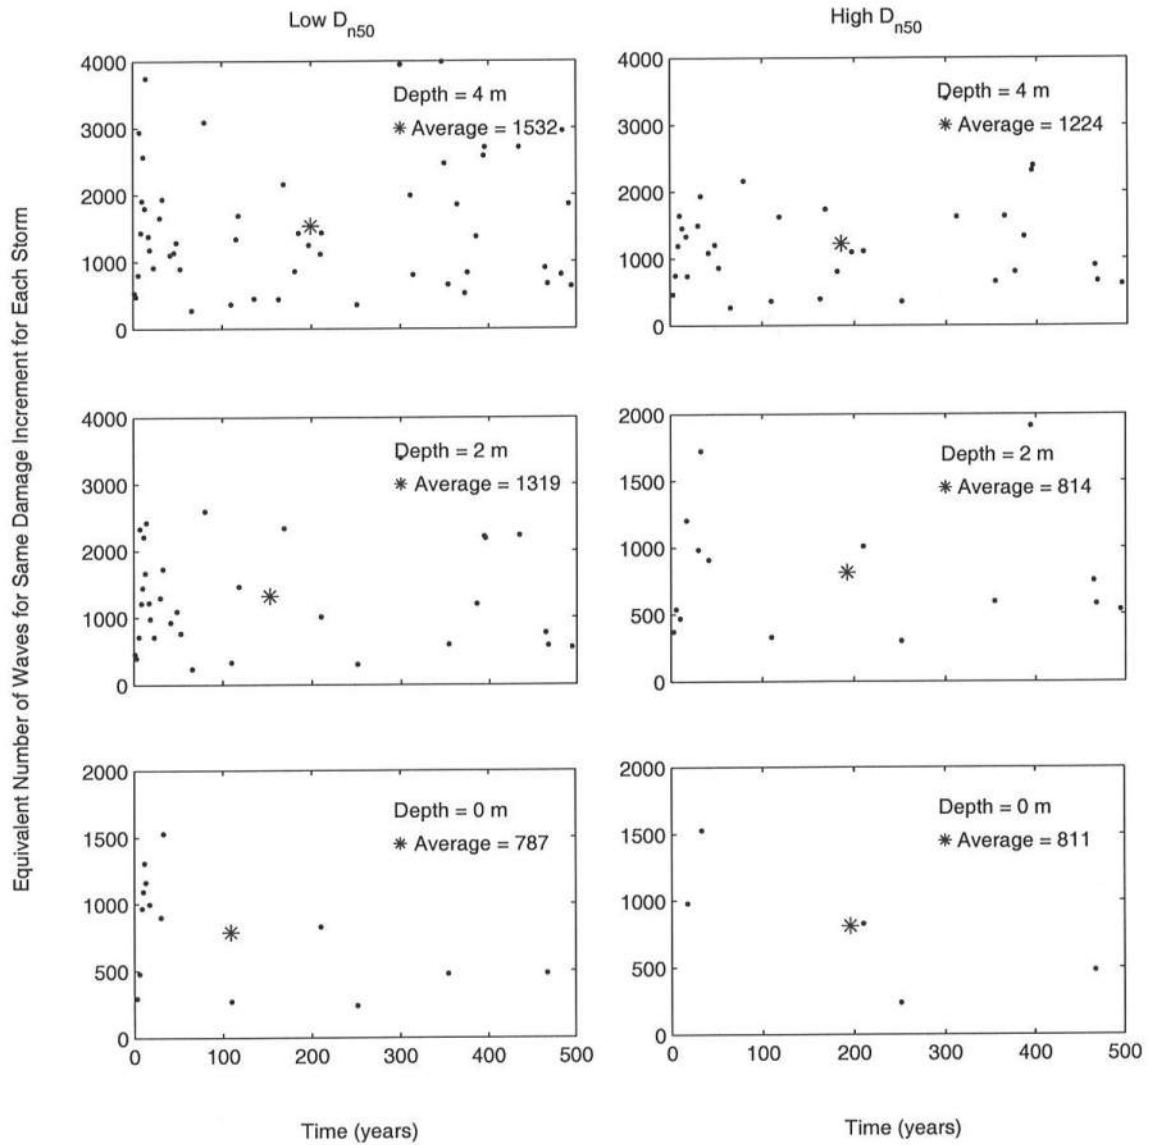 Low Dn50
High Dn50
Equivalent Number of Waves for Same Damage Increment for Each Storm
4000
3000
2000
1000
0
Depth = 4 m
* Average = 1532
4000
3000
2000
1000
0
Depth = 4 m
* Average = 1224
4000
3000
2000
1000
0
Depth = 2 m
* Average = 1319
2000
1500
1000
500
0
Depth = 2 m
* Average = 814
2000
1500
1000
500
0
Depth = 0 m
* Average = 787
0 100 200 300 400 500
Time (years)
2000
1500
1000
500
0
Depth = 0 m
* Average = 811
0 100 200 300 400 500
Time (years)